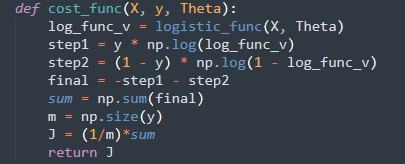 def cost_func(X, y, Theta):
    log_func_v = logistic_func(X, Theta)
    step1 = y * np.log(log_func_v)
    step2 = (1 - y) * np.log(1 - log_func_v)
    final = -step1 - step2
    sum = np.sum(final)
    m = np.size(y)
    J = (1/m)*sum
    return J